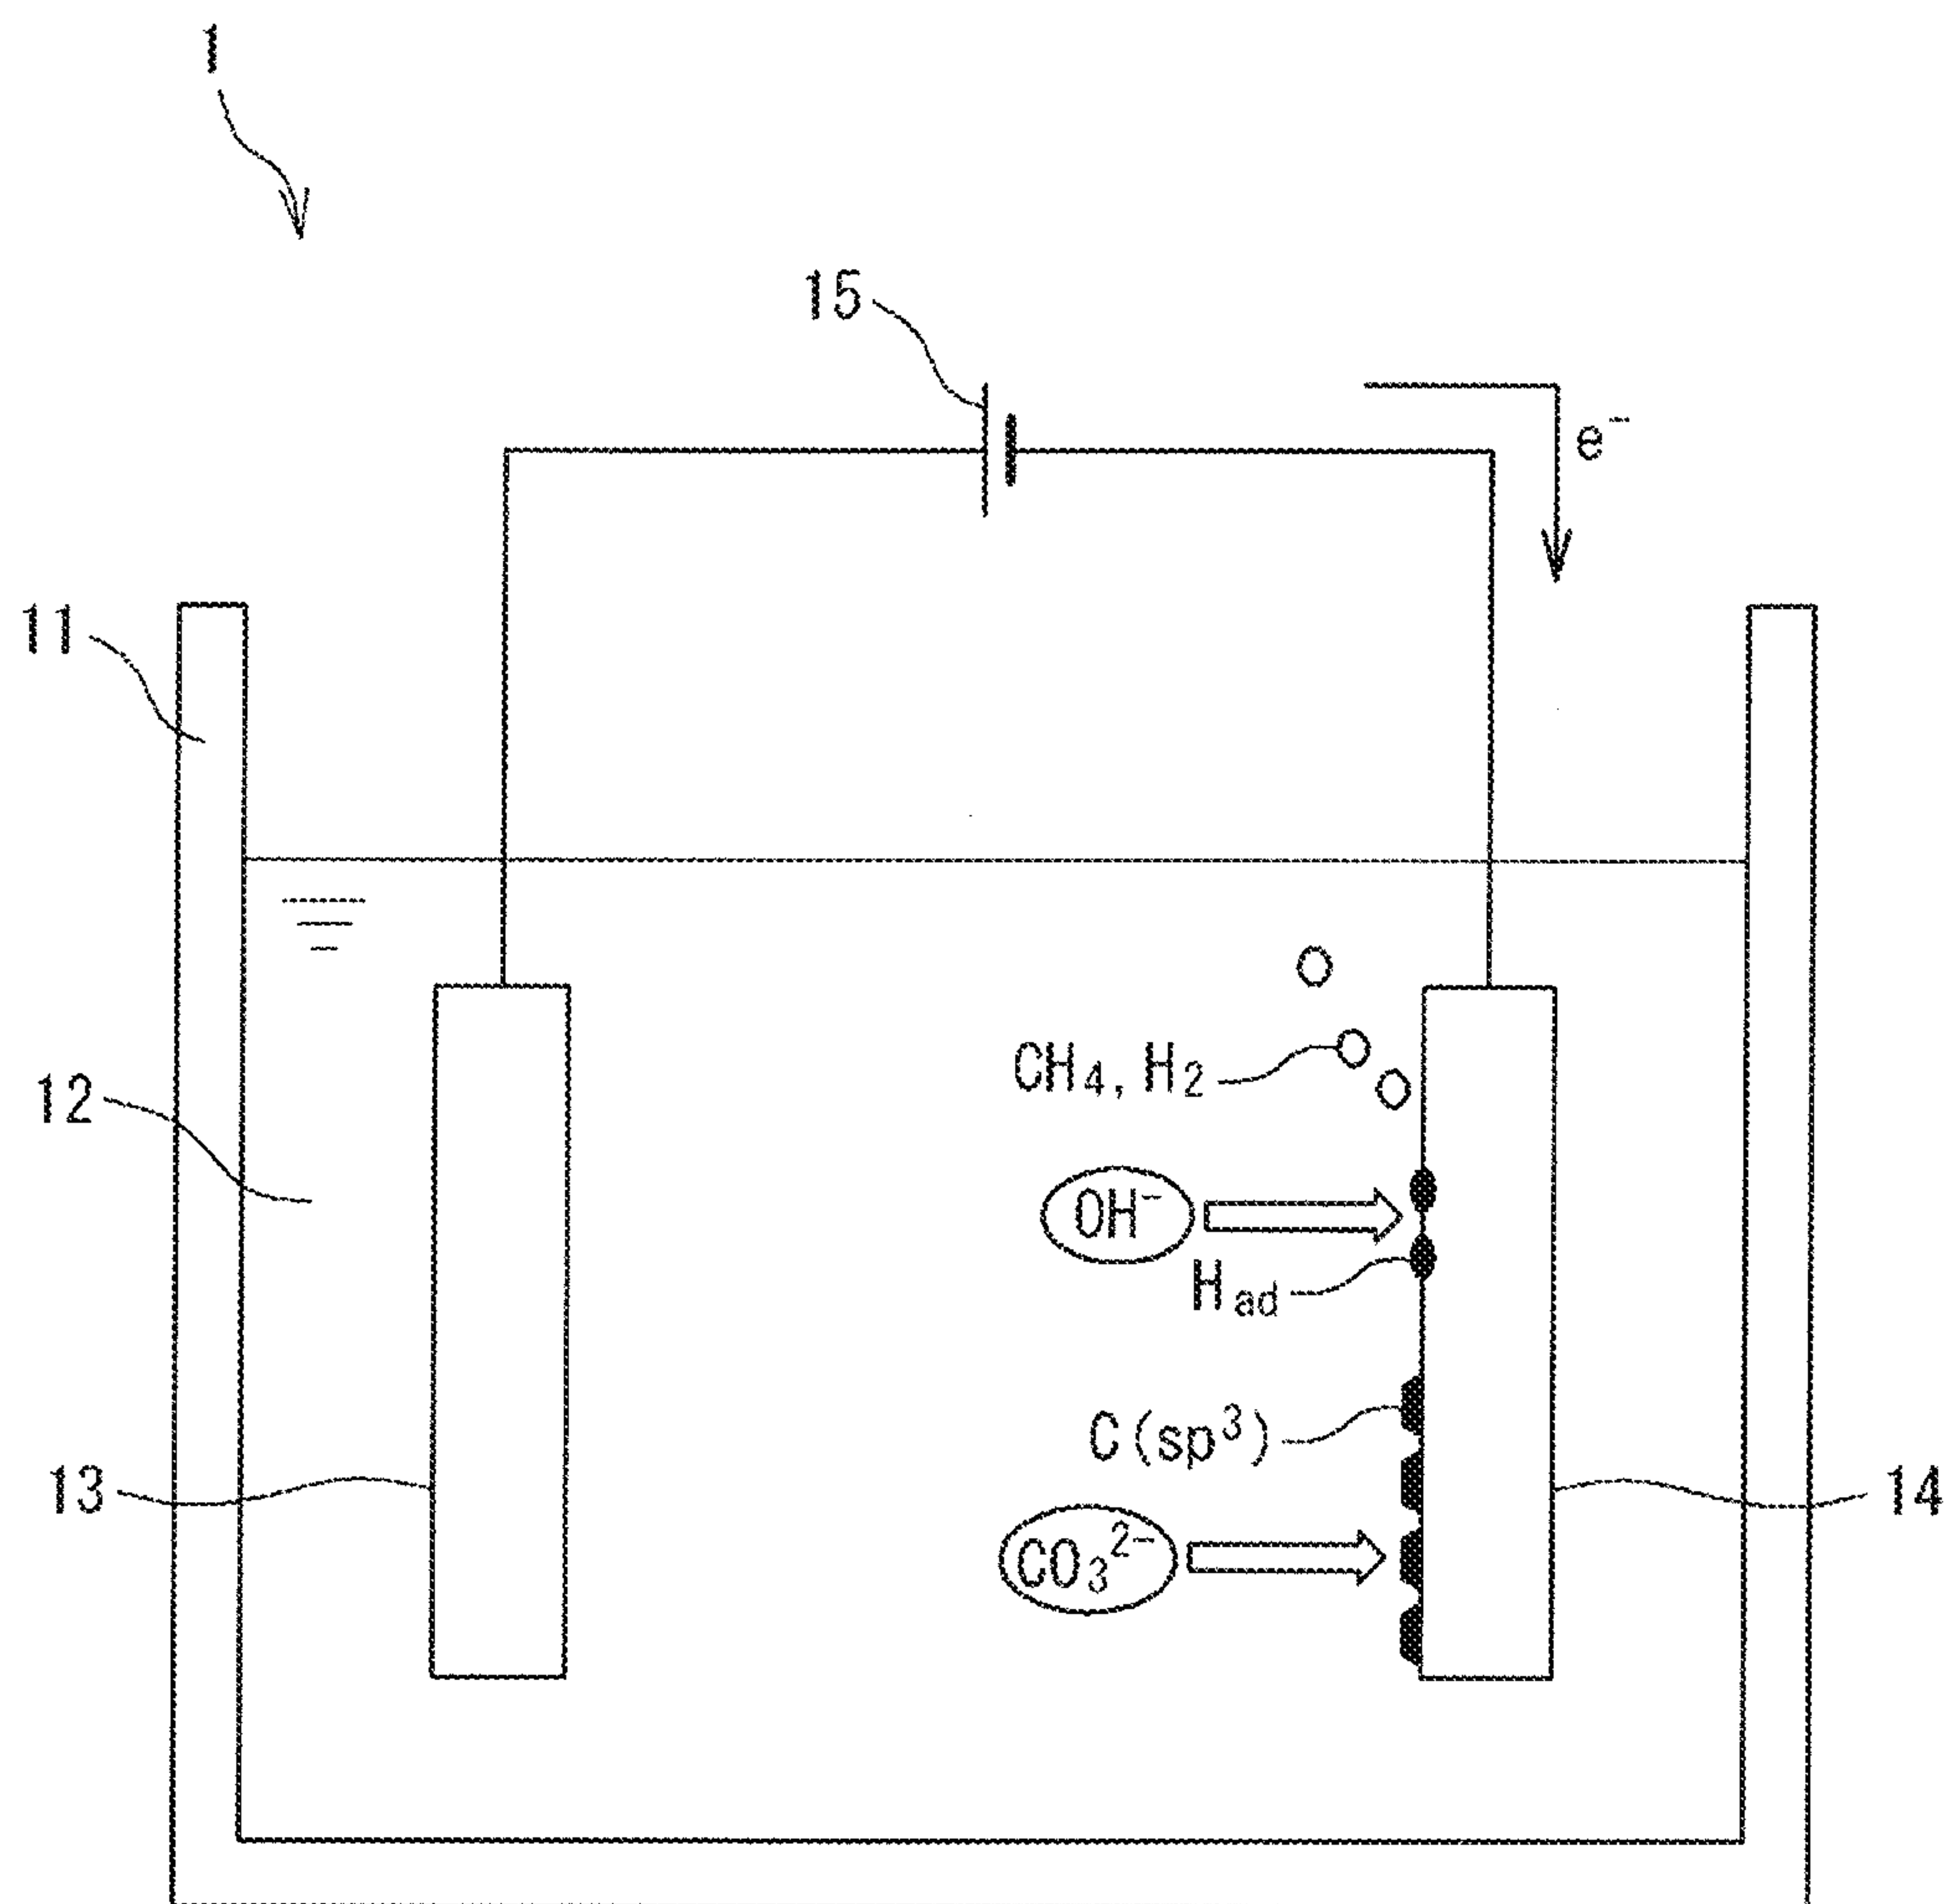 1
15
e⁻
11
CH₄, H₂
12
OH⁻
H_ad
C(sp³)
13
14
CO₃²⁻